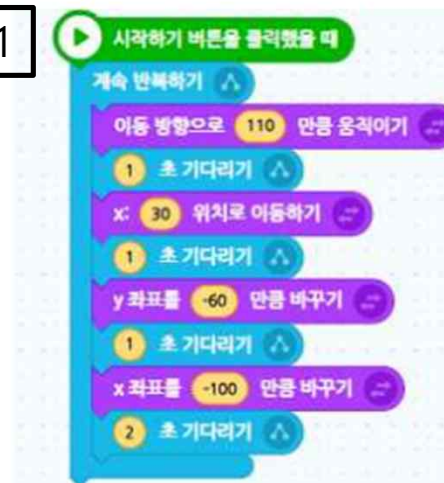 1
시작하기 버튼을 클릭했을 때
계속 반복하기
이동 방향으로 110 만큼 움직이기
1 초 기다리기
x: 30 위치로 이동하기
1 초 기다리기
y 좌표를 -60 만큼 바꾸기
1 초 기다리기
x 좌표를 -100 만큼 바꾸기
2 초 기다리기